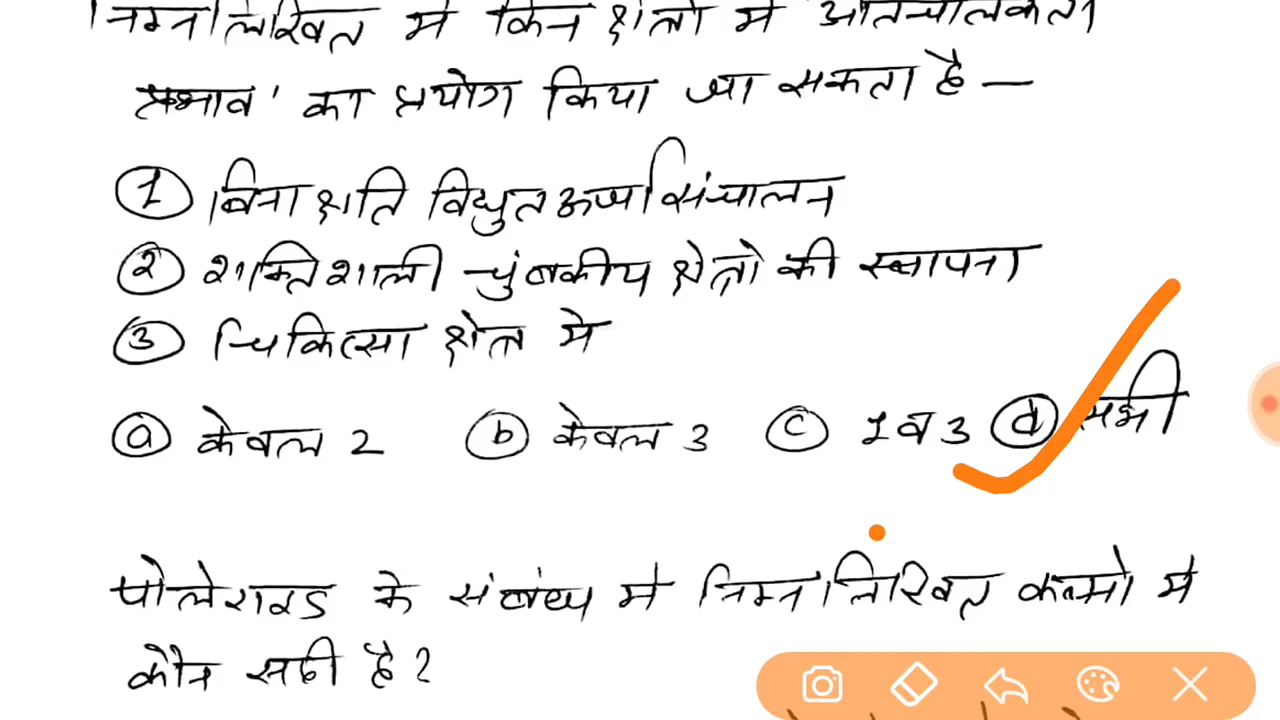 निम्नलिखित में किन क्षेत्रों में अतिचालकता
प्रभाव' का प्रयोग किया जा सकता है —
① बिना क्षति विद्युत ऊर्जा संचालन
② शक्तिशाली चुंबकीय क्षेत्रों की स्थापना
③ चिकित्सा क्षेत्र में
ⓐ केवल 2 ⓑ केवल 3 ⓒ 1 व 3 ⓓ सभी
पोलेरायड के संबंध में निम्नलिखित कथनो में
कौन सही है ?